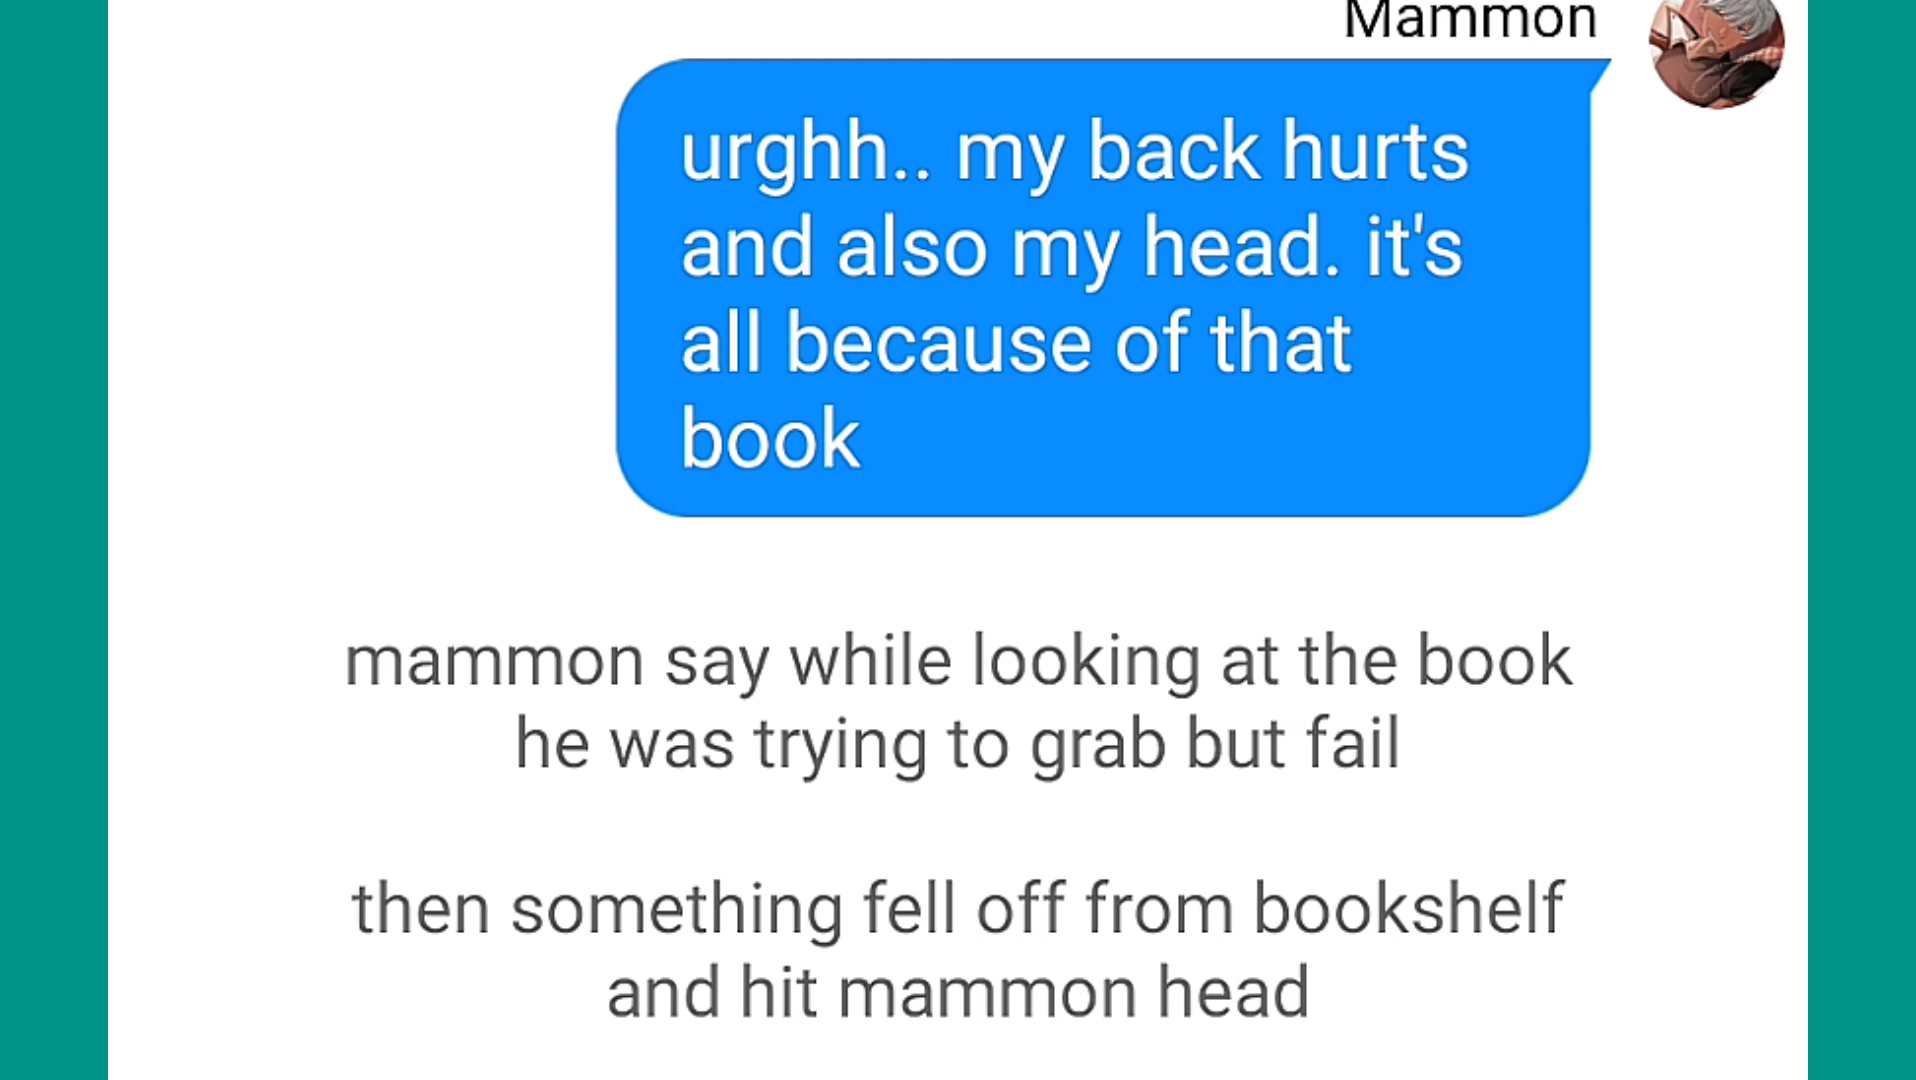 Mammon
urghh.. my back hurts
and also my head. it's
all because of that
book
mammon say while looking at the book
he was trying to grab but fail
then something fell off from bookshelf
and hit mammon head